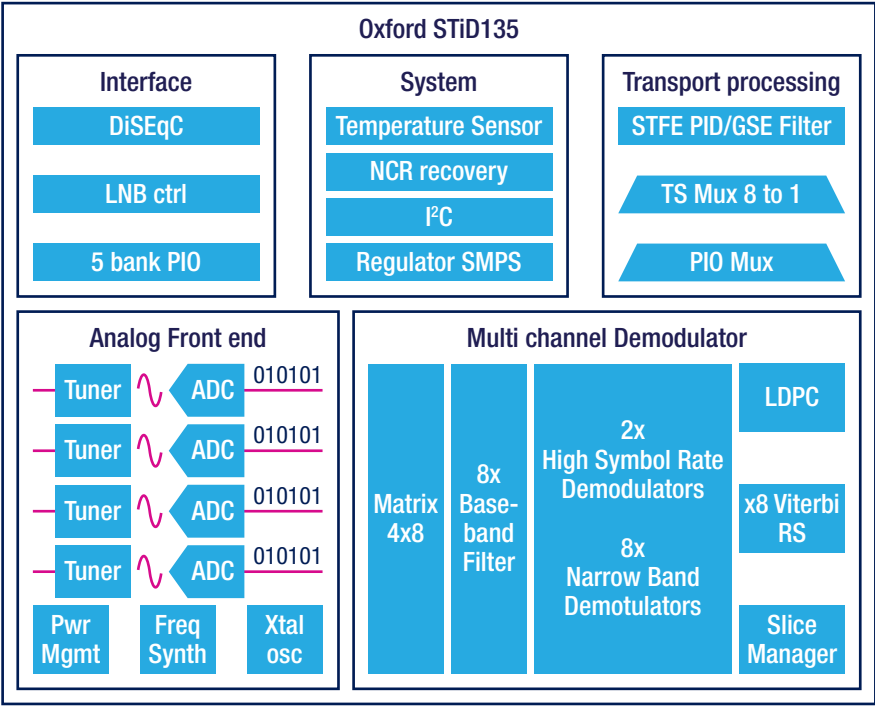 Oxford STiD135
Interface
DiSEqC
LNB ctrl
5 bank PIO
System
Temperature Sensor
NCR recovery
I²C
Regulator SMPS
Transport processing
STFE PID/GSE Filter
TS Mux 8 to 1
PIO Mux
Analog Front end
Tuner ADC 010101
Tuner ADC 010101
Tuner ADC 010101
Tuner ADC 010101
Pwr
Mgmt
Freq
Synth
Xtal
osc
Multi channel Demodulator
Matrix
4x8
8x
Base-
band
Filter
2x
High Symbol Rate
Demodulators
8x
Narrow Band
Demotulators
LDPC
x8 Viterbi
RS
Slice
Manager